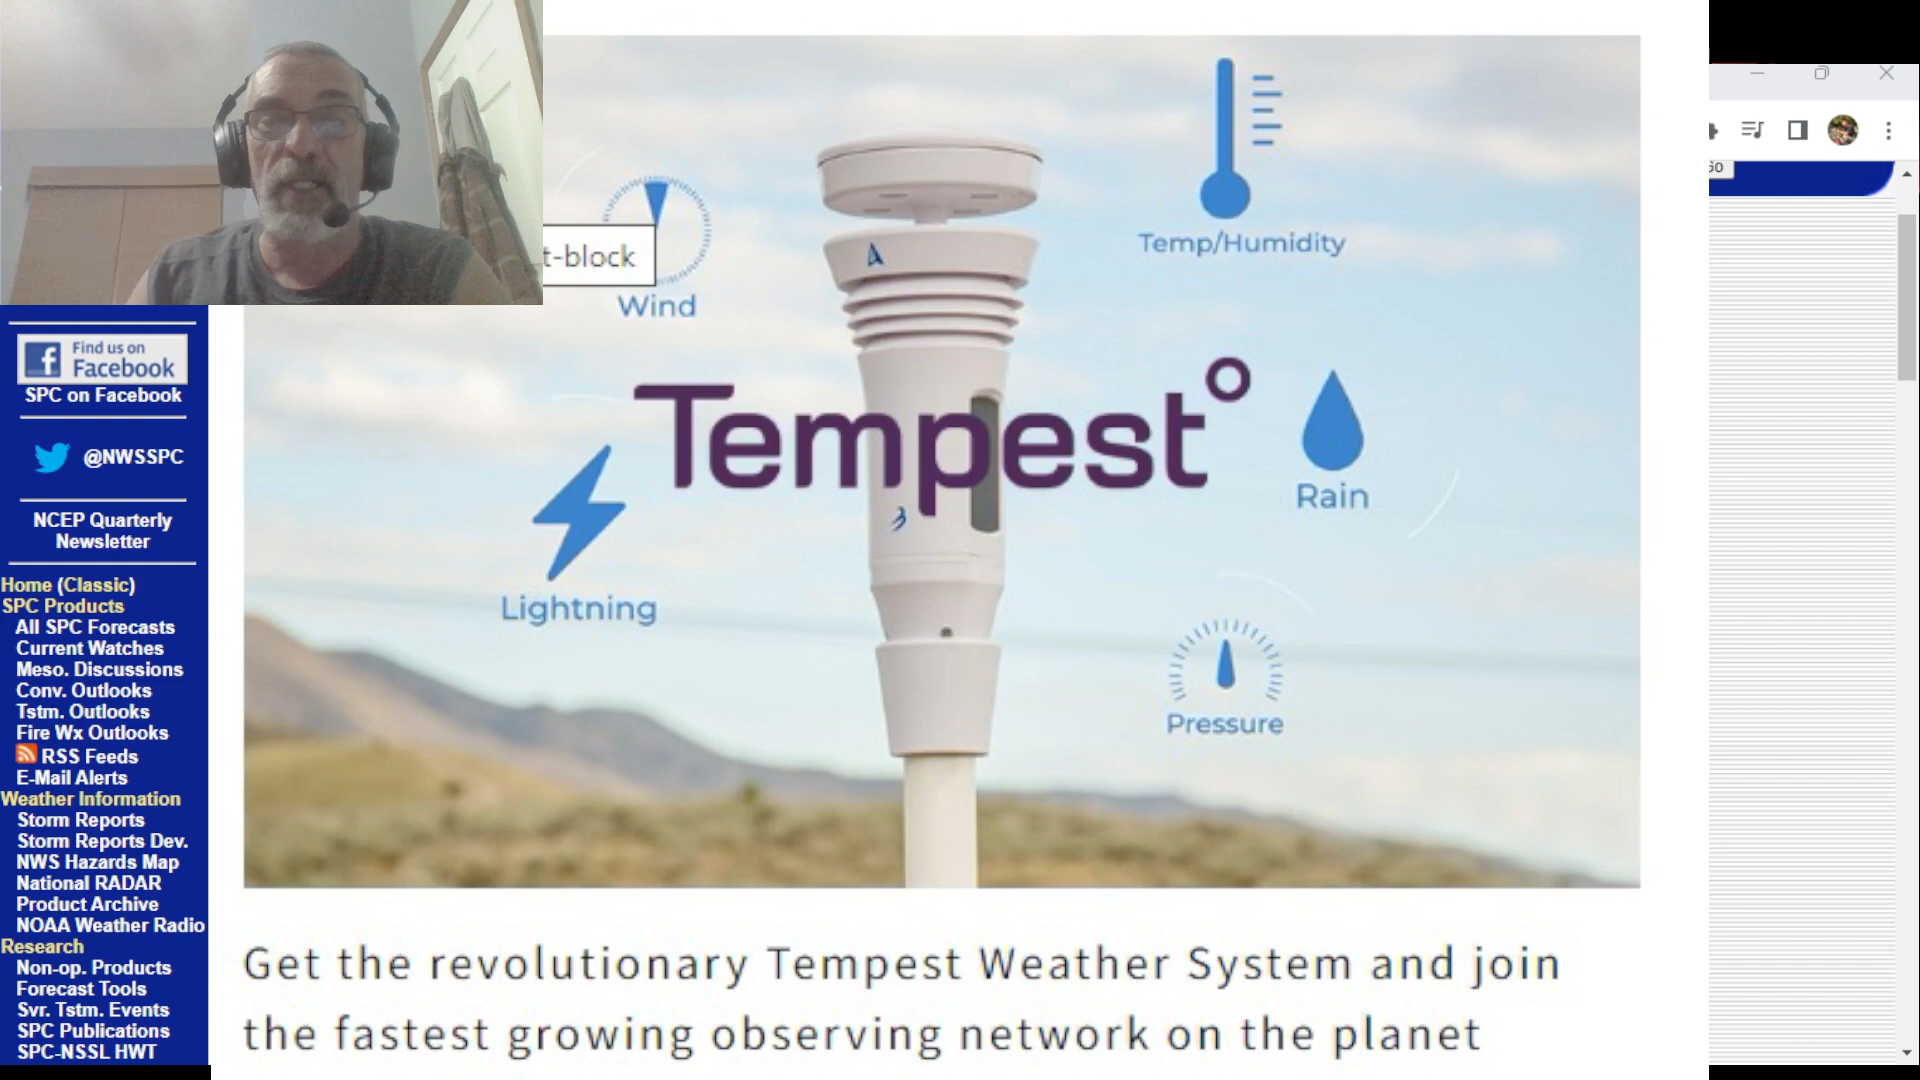 t-block
Wind
Temp/Humidity
Tempest°
Lightning
Rain
Pressure
Get the revolutionary Tempest Weather System and join
the fastest growing observing network on the planet
Find us on
Facebook
SPC on Facebook
@NWSSPC
NCEP Quarterly
Newsletter
Home (Classic)
SPC Products
All SPC Forecasts
Current Watches
Meso. Discussions
Conv. Outlooks
Tstm. Outlooks
Fire Wx Outlooks
RSS Feeds
E-Mail Alerts
Weather Information
Storm Reports
Storm Reports Dev.
NWS Hazards Map
National RADAR
Product Archive
NOAA Weather Radio
Research
Non-op. Products
Forecast Tools
Svr. Tstm. Events
SPC Publications
SPC-NSSL HWT